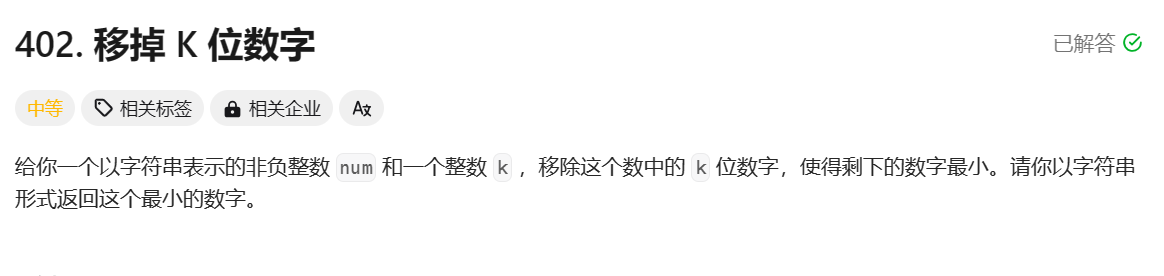 402. 移掉 K 位数字
已解答
中等 相关标签 相关企业
给你一个以字符串表示的非负整数 num 和一个整数 k ，移除这个数中的 k 位数字，使得剩下的数字最小。请你以字符串
形式返回这个最小的数字。